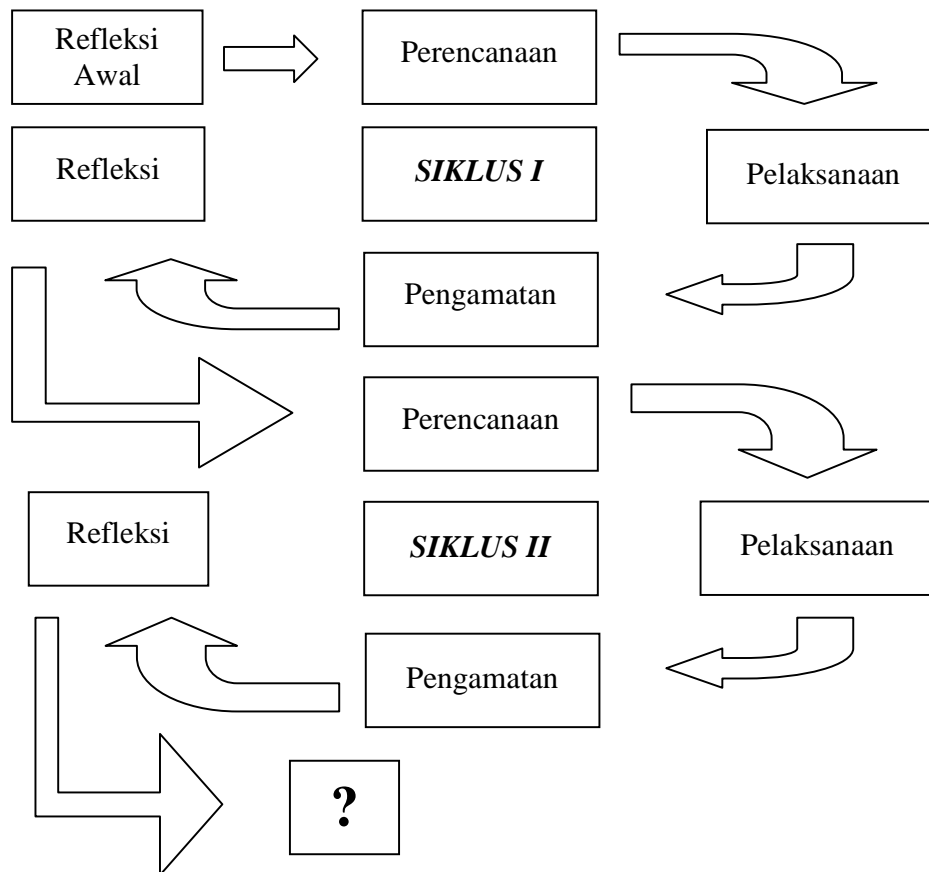 Refleksi
Awal
Perencanaan
Refleksi
SIKLUS I
Pelaksanaan
Pengamatan
Perencanaan
Refleksi
SIKLUS II
Pelaksanaan
Pengamatan
?